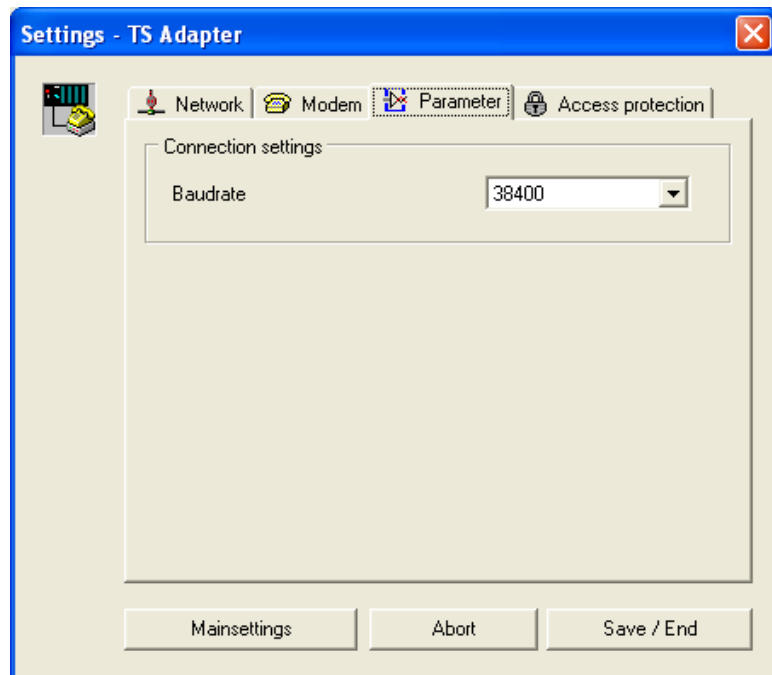 Settings - TS Adapter
Network Modem Parameter Access protection
Connection settings
Baudrate 38400
Mainsettings Abort Save / End